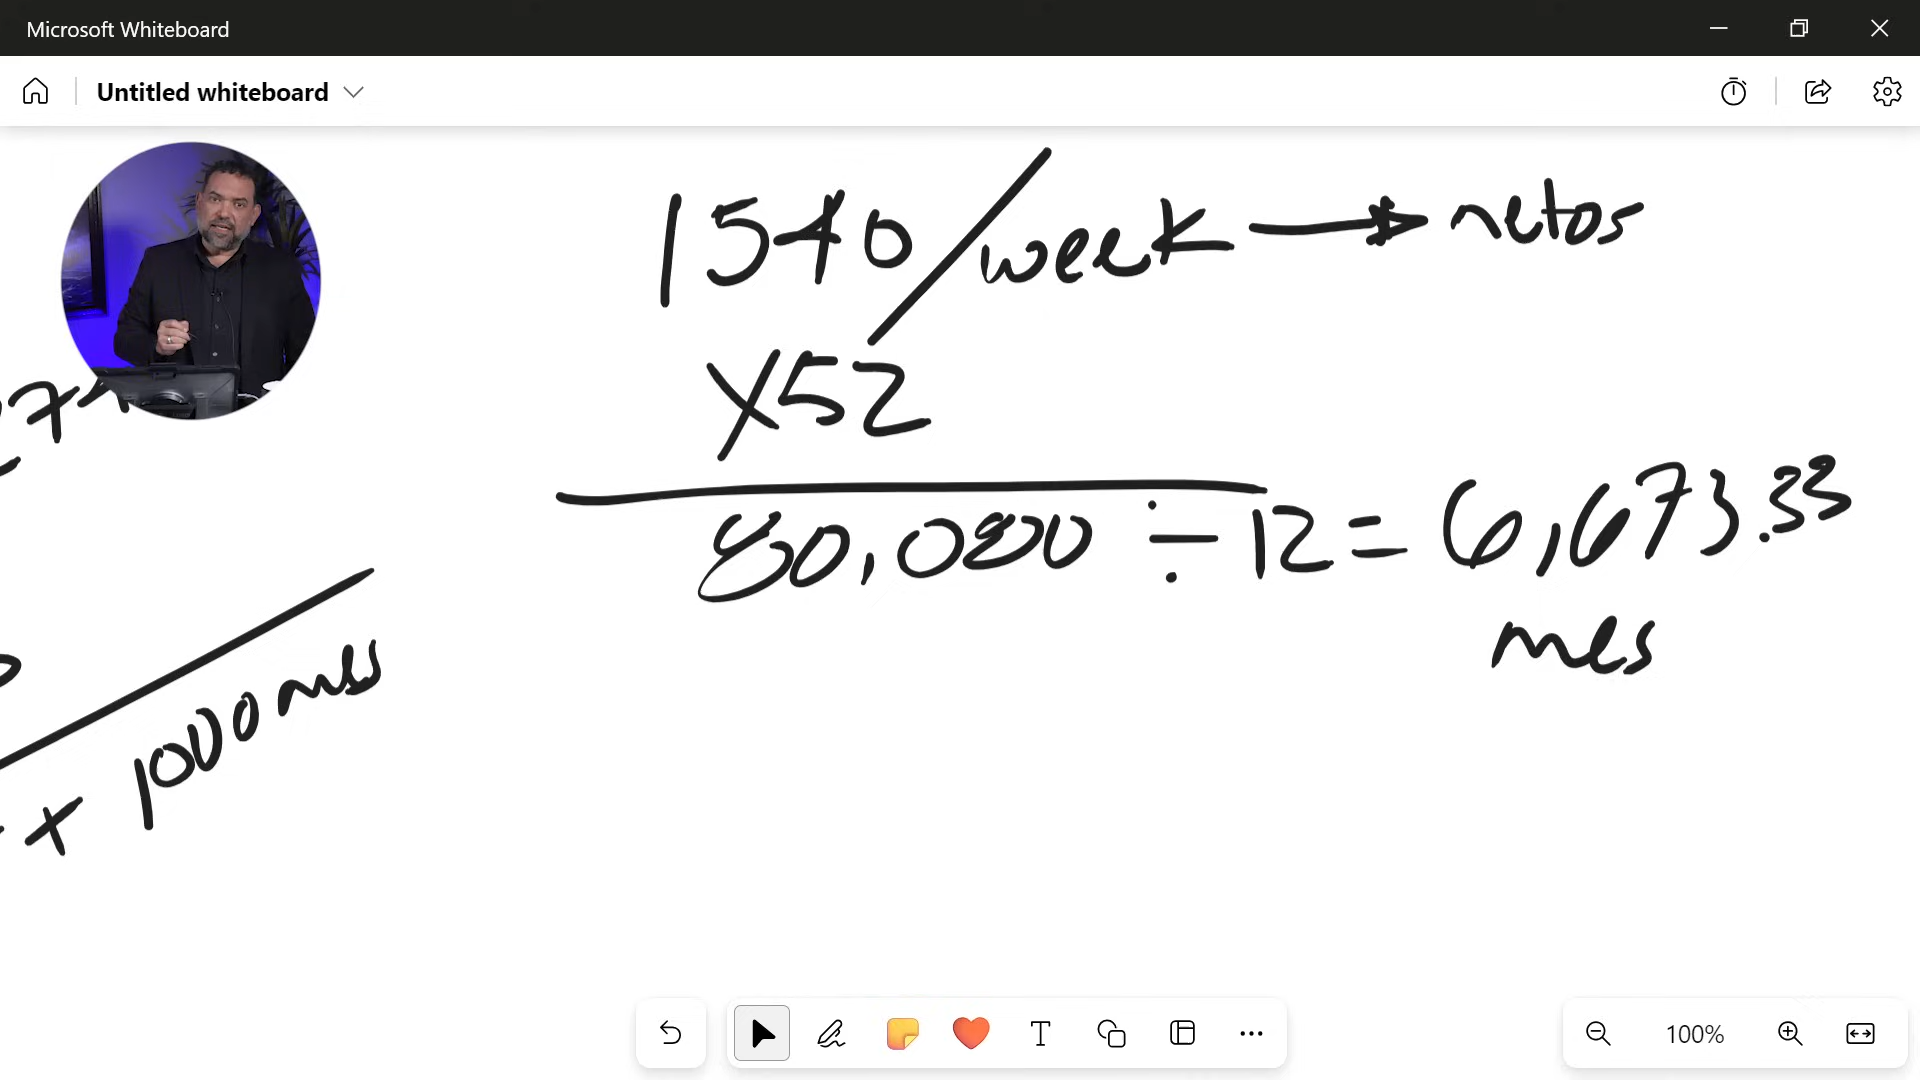 Microsoft Whiteboard
Untitled whiteboard
1540/week → netos
X52
80,080 ÷ 12 = 6,673.33
mes
+ 1000 mes
T
100%